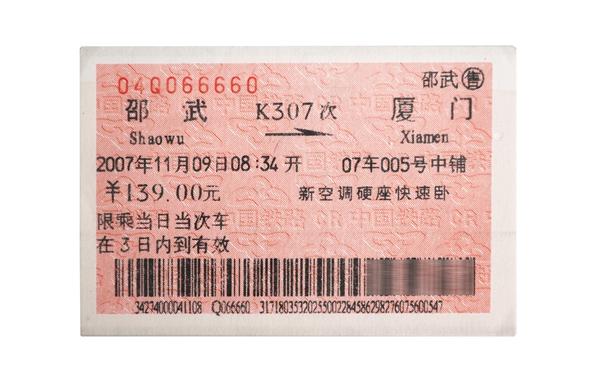 04Q066660
邵武 售
邵 武 K307次 厦 门
Shaowu Xiamen
2007年11月09日08:34 开 07车005号中铺
¥139.00元 新空调硬座快速卧
限乘当日当次车
在3日内到有效
34274000041108 Q066660 31718035320255002284586298276075600547